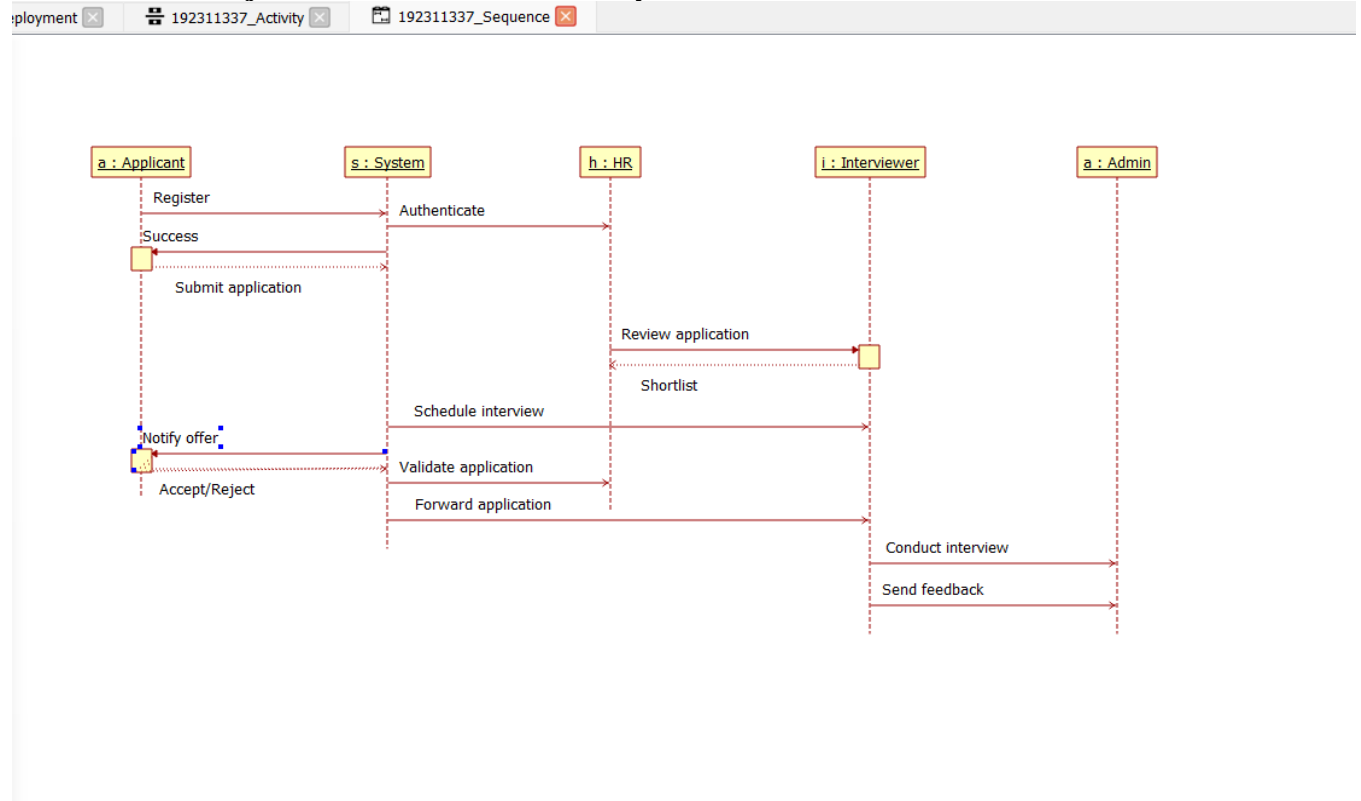 ployment
192311337_Activity
192311337_Sequence
a : Applicant
s : System
h : HR
i : Interviewer
a : Admin
Register
Authenticate
Success
Submit application
Review application
Shortlist
Schedule interview
Notify offer
Validate application
Accept/Reject
Forward application
Conduct interview
Send feedback